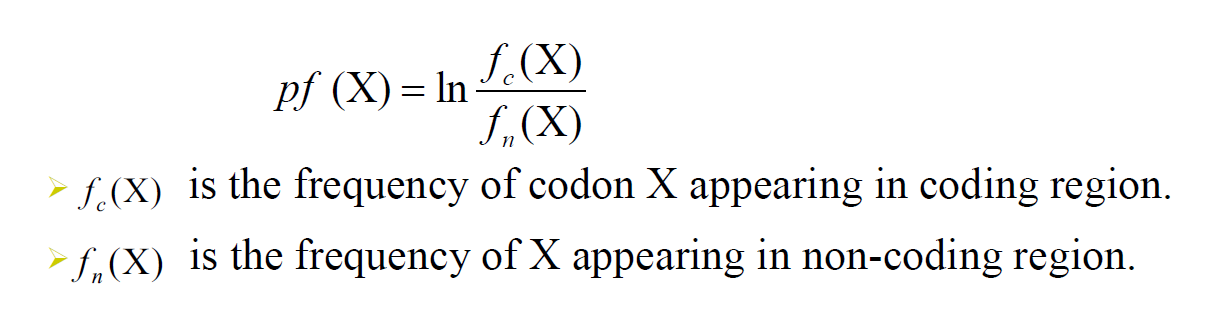 pf (X) = ln f_c(X) / f_n(X)
➢ f_c(X) is the frequency of codon X appearing in coding region.
➢ f_n(X) is the frequency of X appearing in non-coding region.